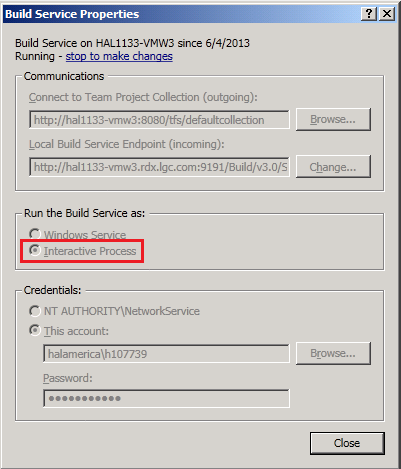 Build Service Properties
Build Service on HAL1133-VMW3 since 6/4/2013
Running - stop to make changes
Communications
Connect to Team Project Collection (outgoing):
http://hal1133-vmw3:8080/tfs/defaultcollection
Browse...
Local Build Service Endpoint (incoming):
http://hal1133-vmw3.rdx.lgc.com:9191/Build/v3.0/S
Change...
Run the Build Service as:
Windows Service
Interactive Process
Credentials:
NT AUTHORITY\NetworkService
This account:
halamerica\h107739
Browse...
Password:
●●●●●●●●●●●
Close